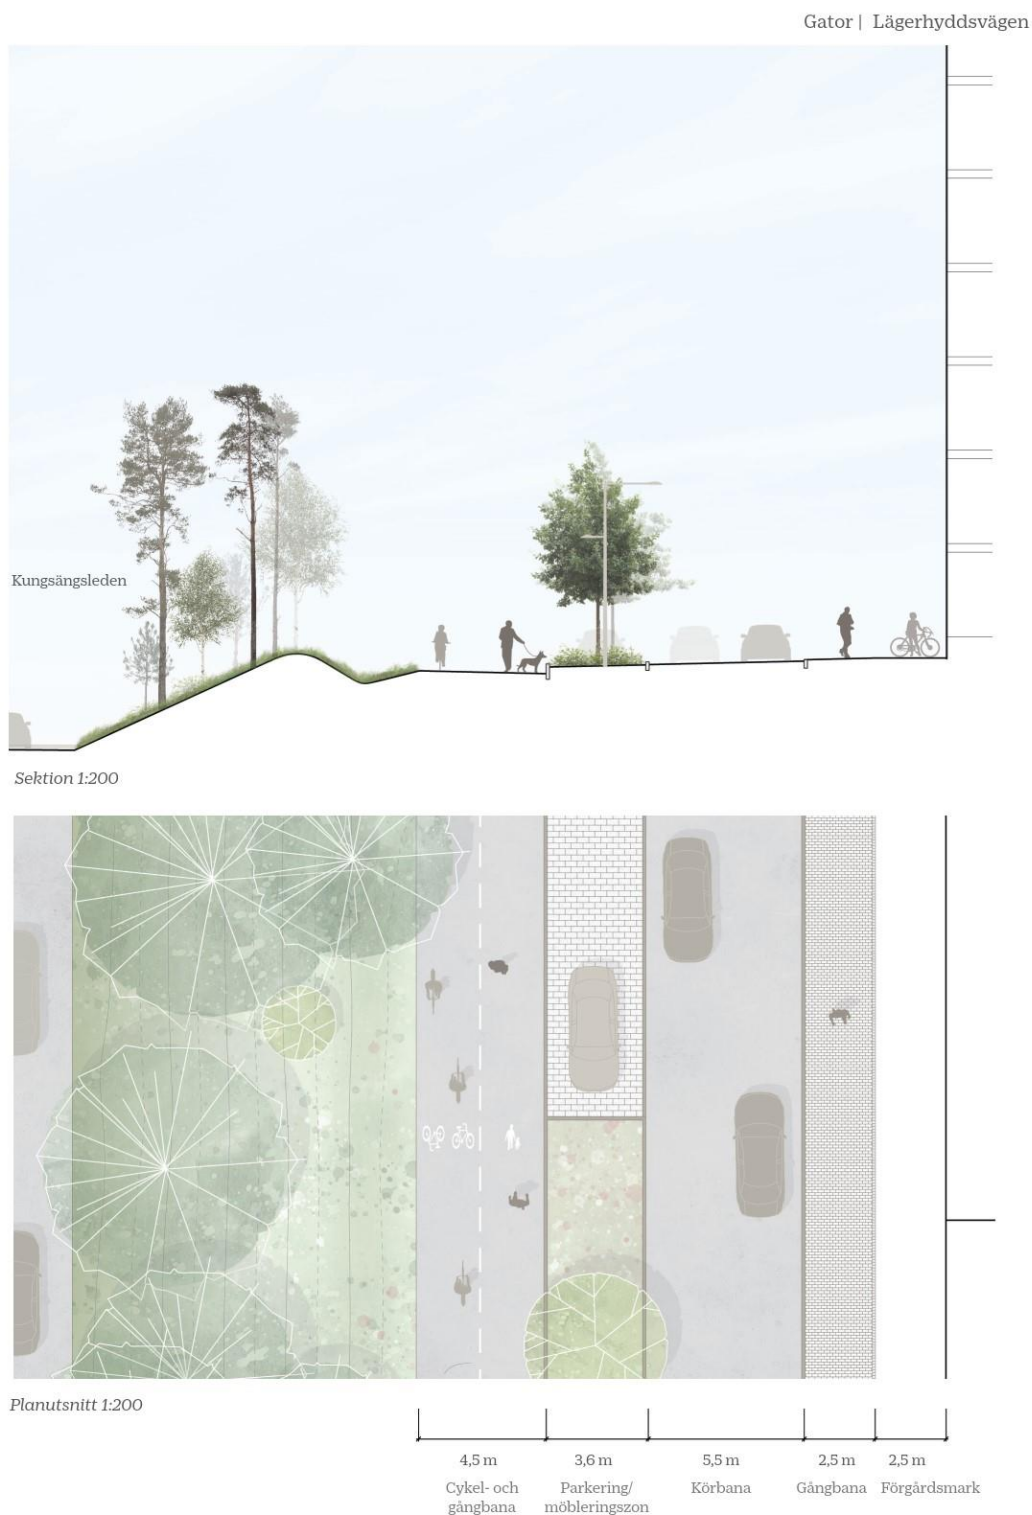 Gator | Lägerhyddsvägen
Kungsängsleden
Sektion 1:200
Planutsnitt 1:200
4,5 m
Cykel- och
gångbana
3,6 m
Parkering/
möbleringszon
5,5 m
Körbana
2,5 m
Gångbana
2,5 m
Förgårdsmark